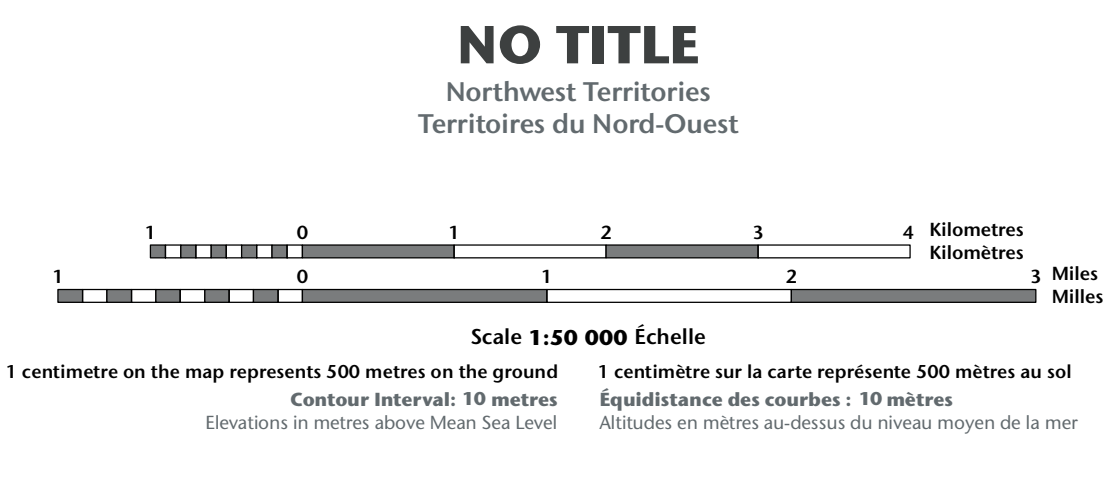 NO TITLE
Northwest Territories
Territoires du Nord-Ouest
1 0 1 2 3 4 Kilometres
Kilomètres
1 0 1 2 3 Miles
Milles
Scale 1:50 000 Échelle
1 centimetre on the map represents 500 metres on the ground
Contour Interval: 10 metres
Elevations in metres above Mean Sea Level
1 centimètre sur la carte représente 500 mètres au sol
Équidistance des courbes : 10 mètres
Altitudes en mètres au-dessus du niveau moyen de la mer